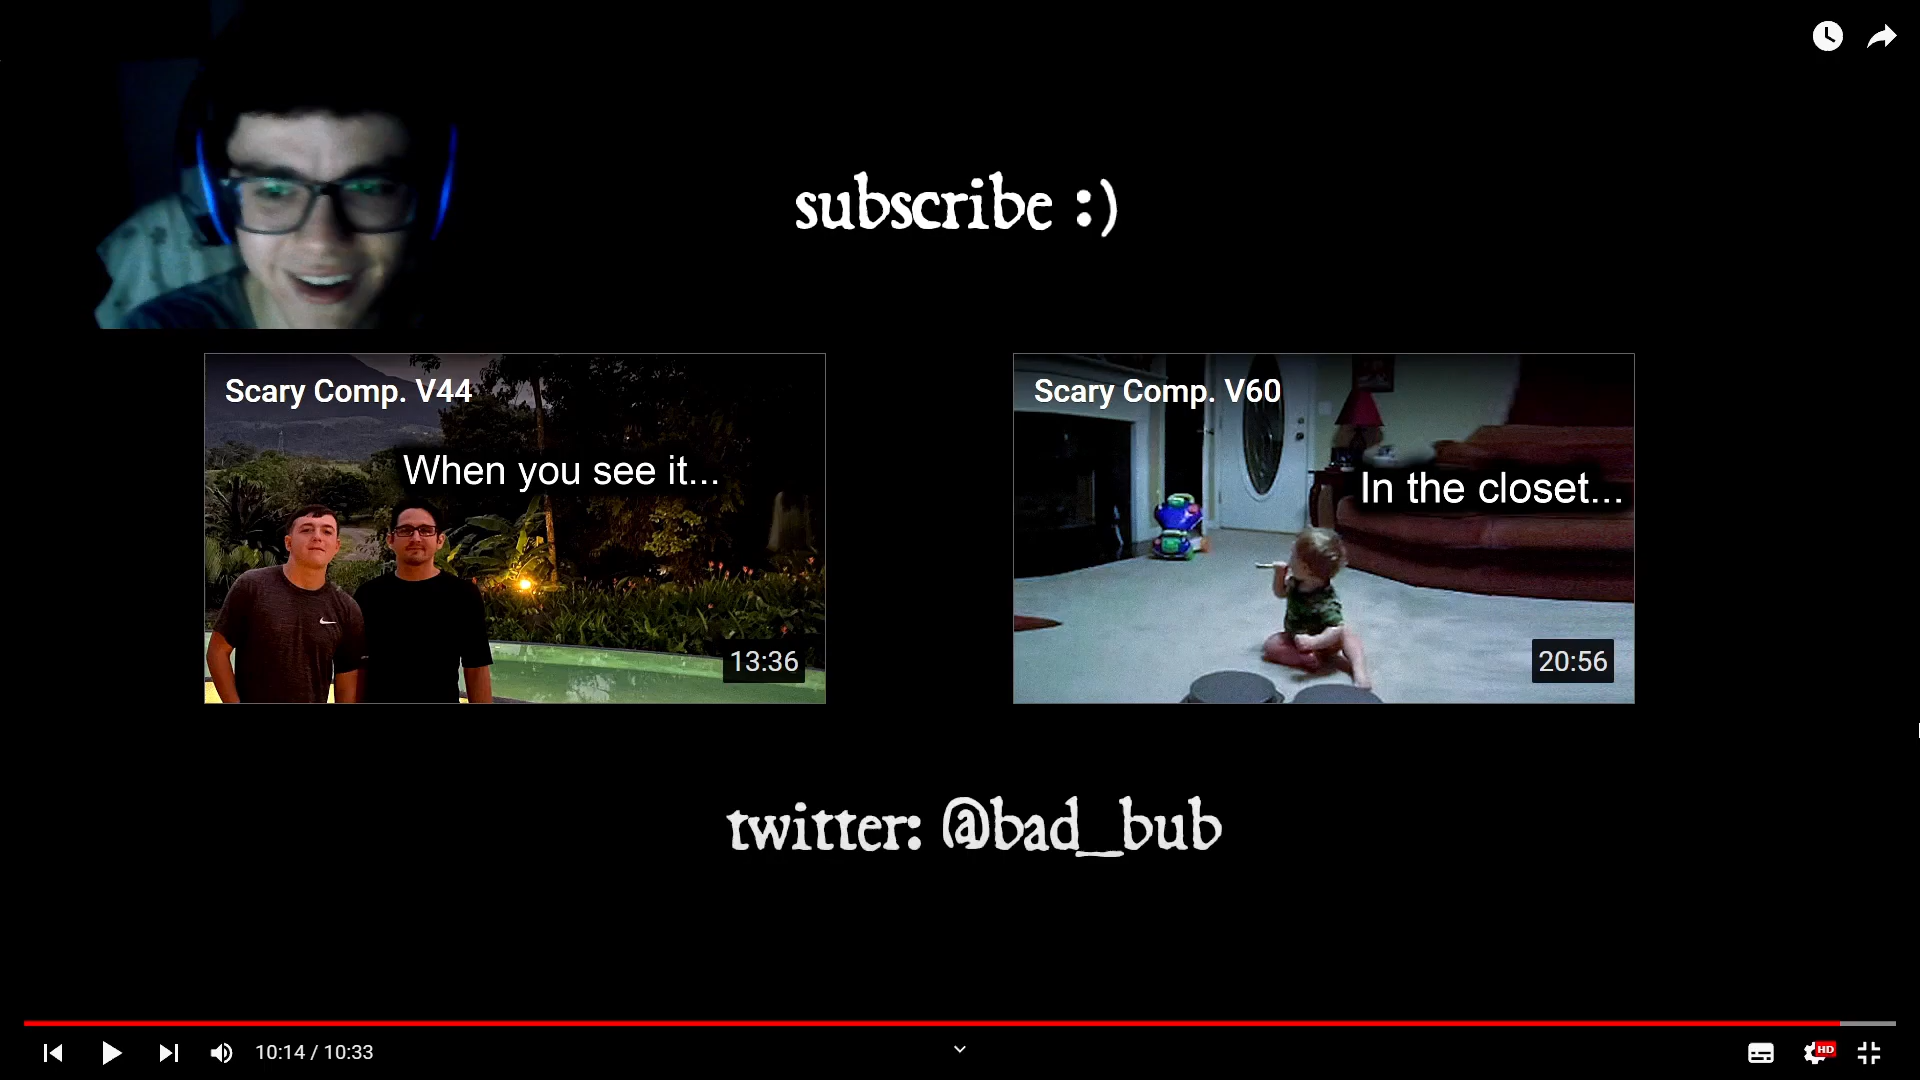 subscribe :)
Scary Comp. V44
When you see it...
13:36
Scary Comp. V60
In the closet...
20:56
twitter: @bad_bub
10:14 / 10:33
HD